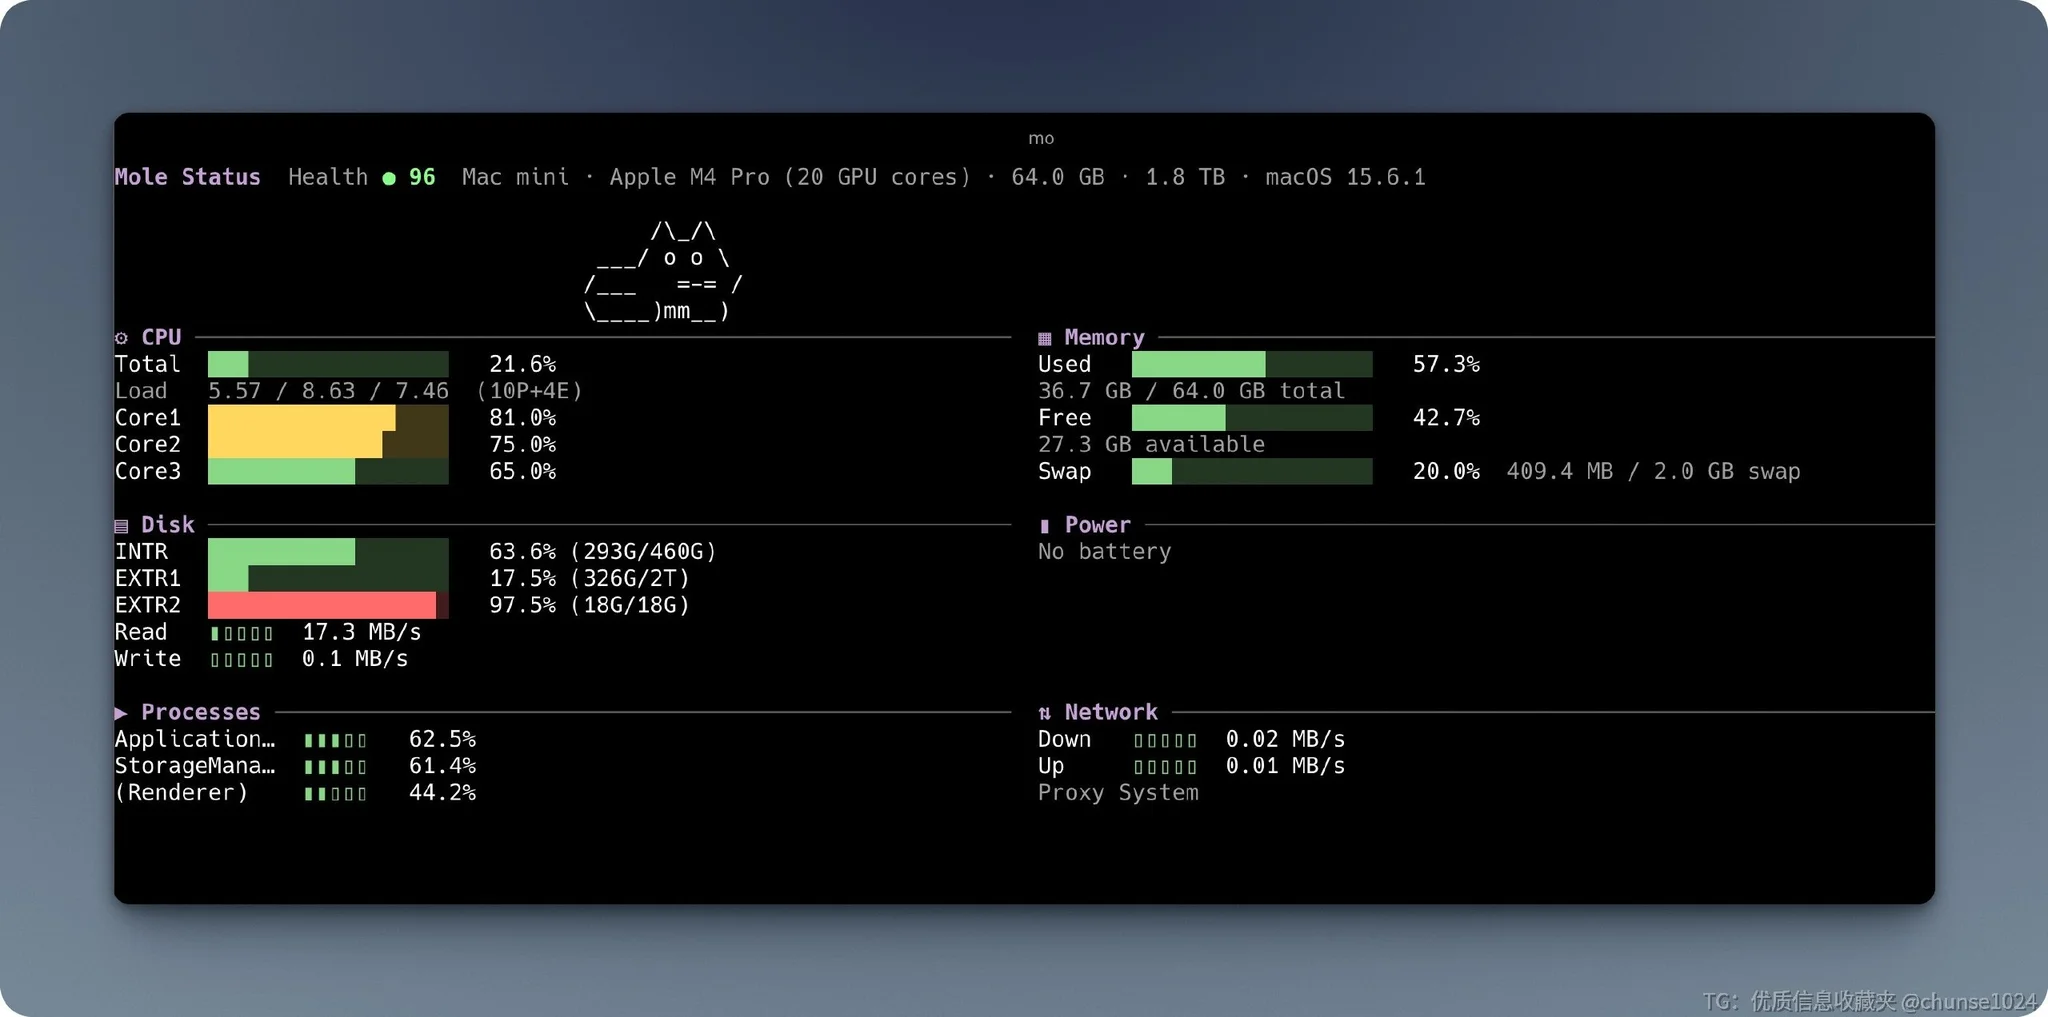 mo
Mole Status Health ● 96 Mac mini · Apple M4 Pro (20 GPU cores) · 64.0 GB · 1.8 TB · macOS 15.6.1
/\_/\
___/ o o \
/___ =-= /
\____)mm__)
⚙ CPU
Total 21.6%
Load 5.57 / 8.63 / 7.46 (10P+4E)
Core1 81.0%
Core2 75.0%
Core3 65.0%
▦ Memory
Used 57.3%
36.7 GB / 64.0 GB total
Free 42.7%
27.3 GB available
Swap 20.0% 409.4 MB / 2.0 GB swap
▤ Disk
INTR 63.6% (293G/460G)
EXTR1 17.5% (326G/2T)
EXTR2 97.5% (18G/18G)
Read ▮▯▯▯▯ 17.3 MB/s
Write ▯▯▯▯▯ 0.1 MB/s
▮ Power
No battery
▶ Processes
Application… ▮▮▮▯▯ 62.5%
StorageMana… ▮▮▮▯▯ 61.4%
(Renderer) ▮▮▯▯▯ 44.2%
⇅ Network
Down ▯▯▯▯▯ 0.02 MB/s
Up ▯▯▯▯▯ 0.01 MB/s
Proxy System
TG：优质信息收藏夹 @chunse1024